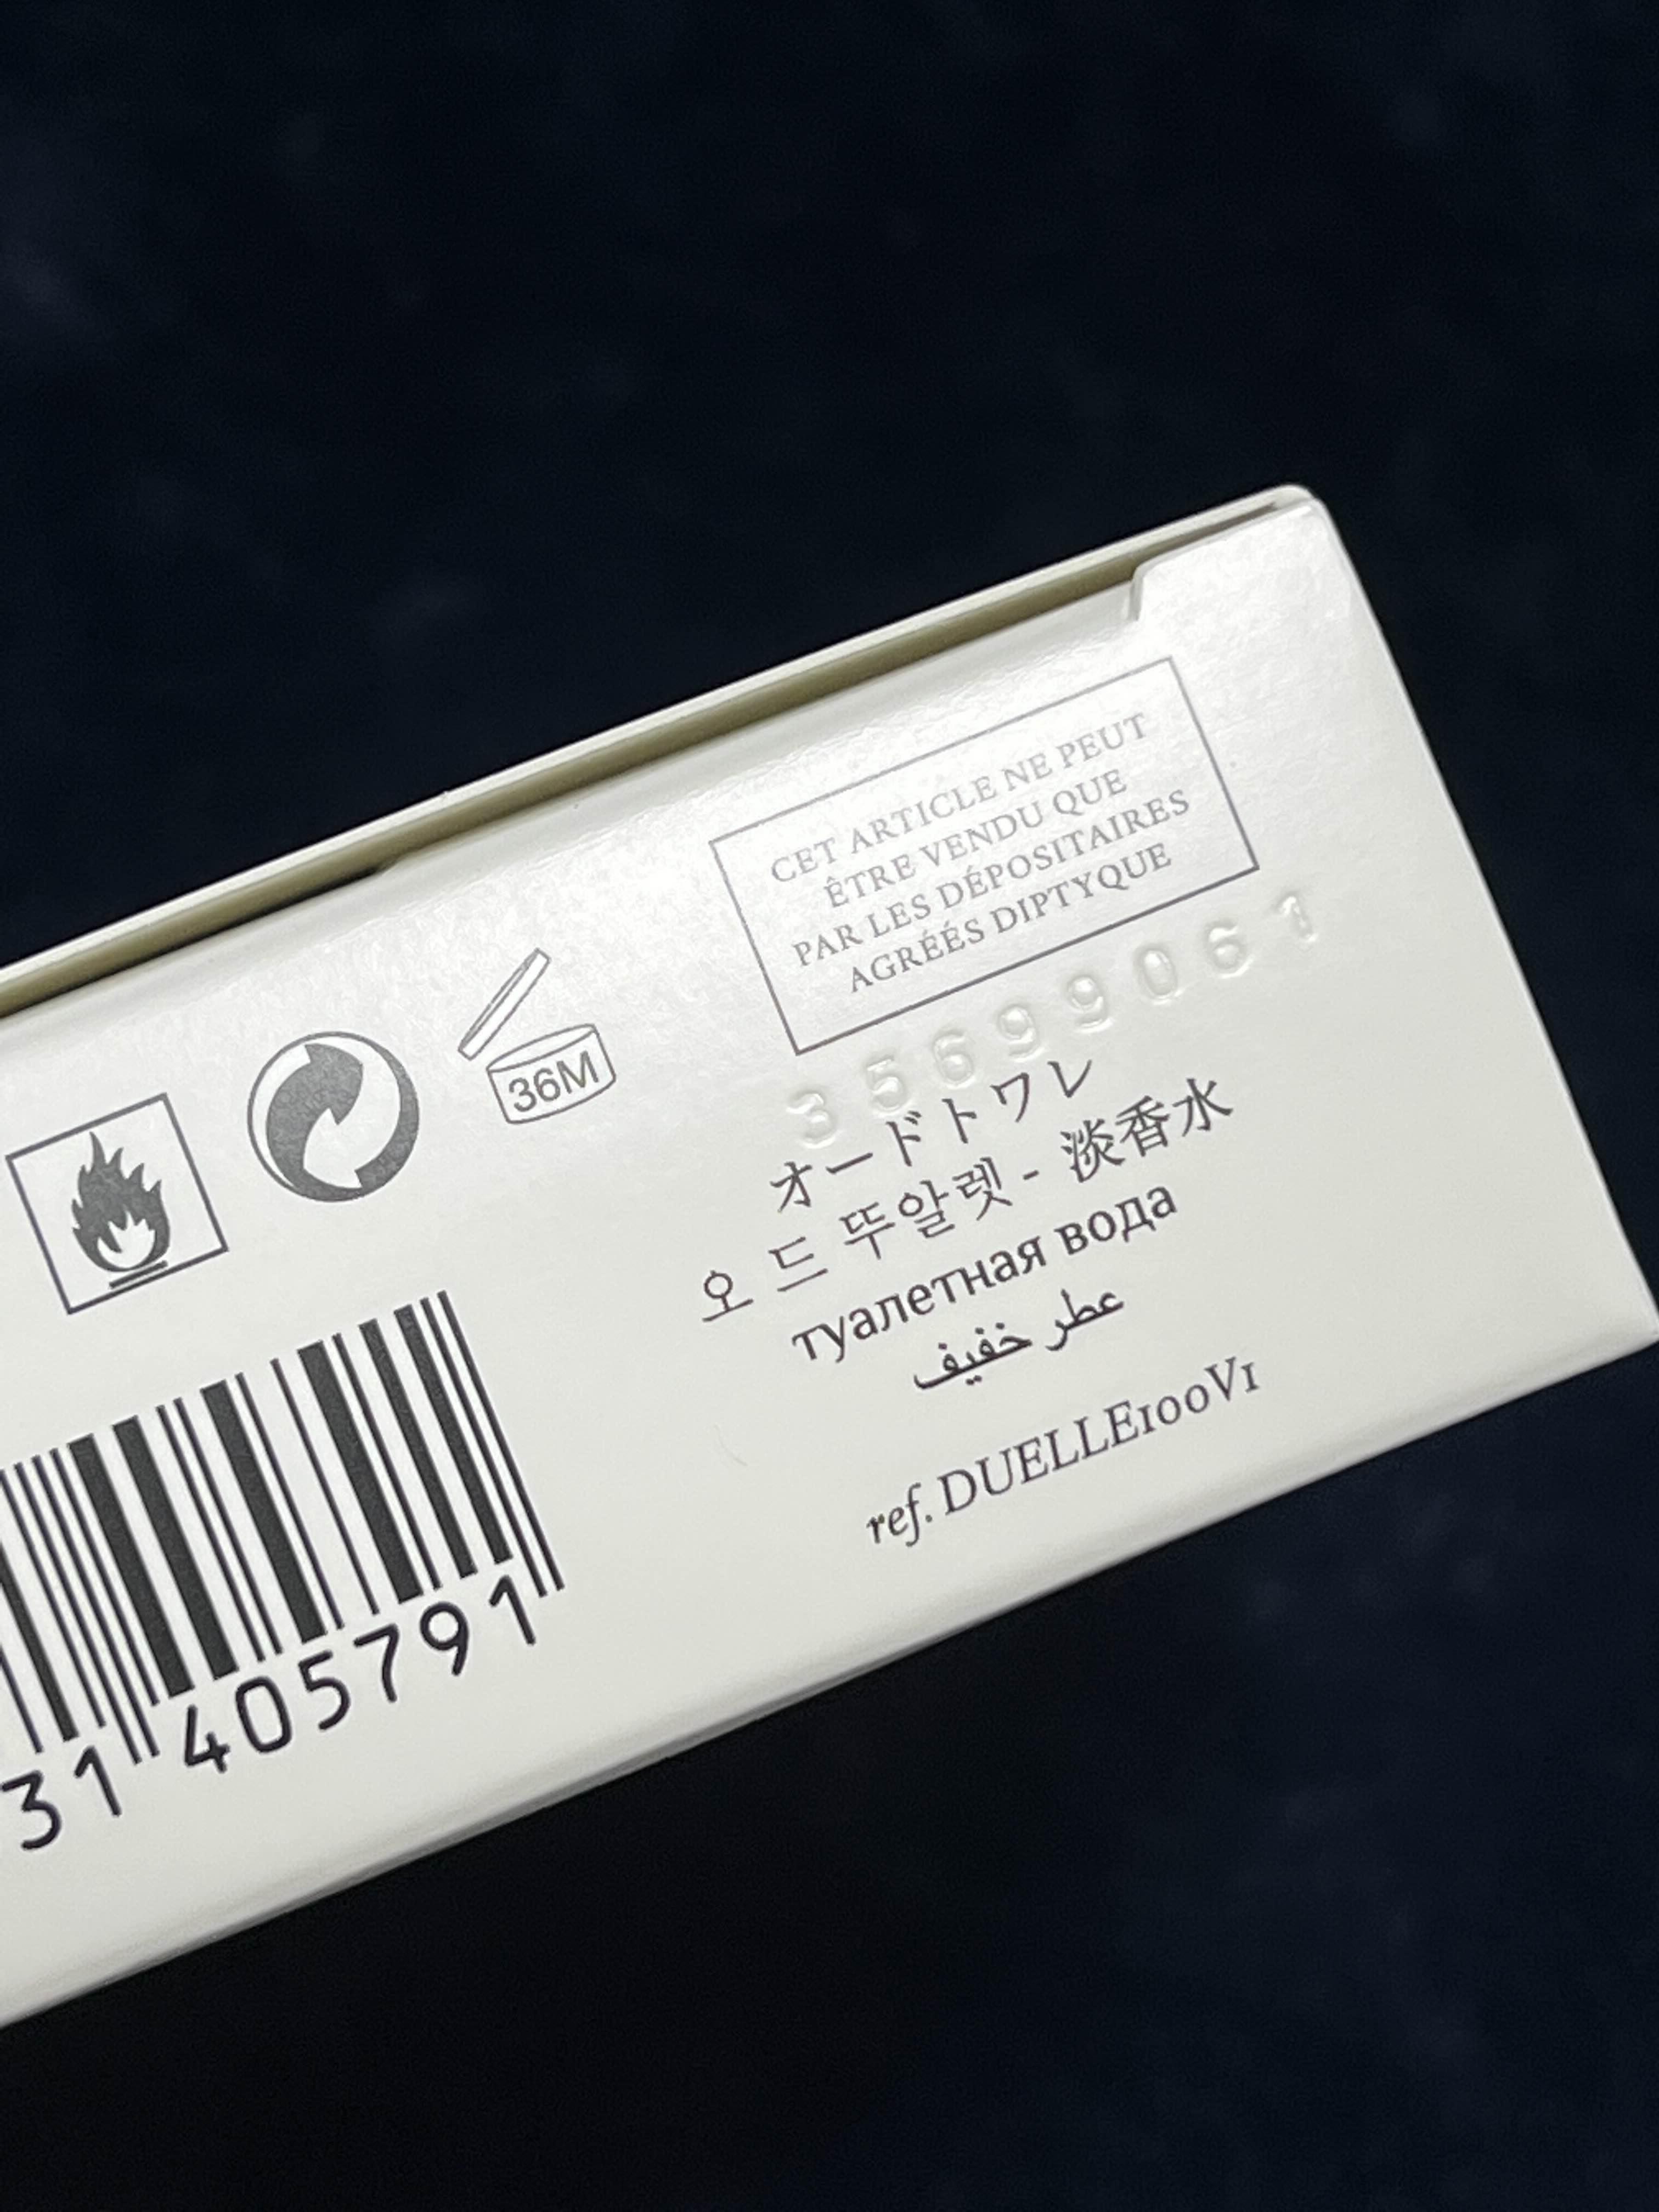 CET ARTICLE NE PEUT
ÊTRE VENDU QUE
PAR LES DÉPOSITAIRES
AGRÉÉS DIPTYQUE
35699061
36M
オードトワレ
오 드 뚜알렛 - 淡香水
туалетная вода
عطر خفيف
ref. DUELLE100V1
31 405791